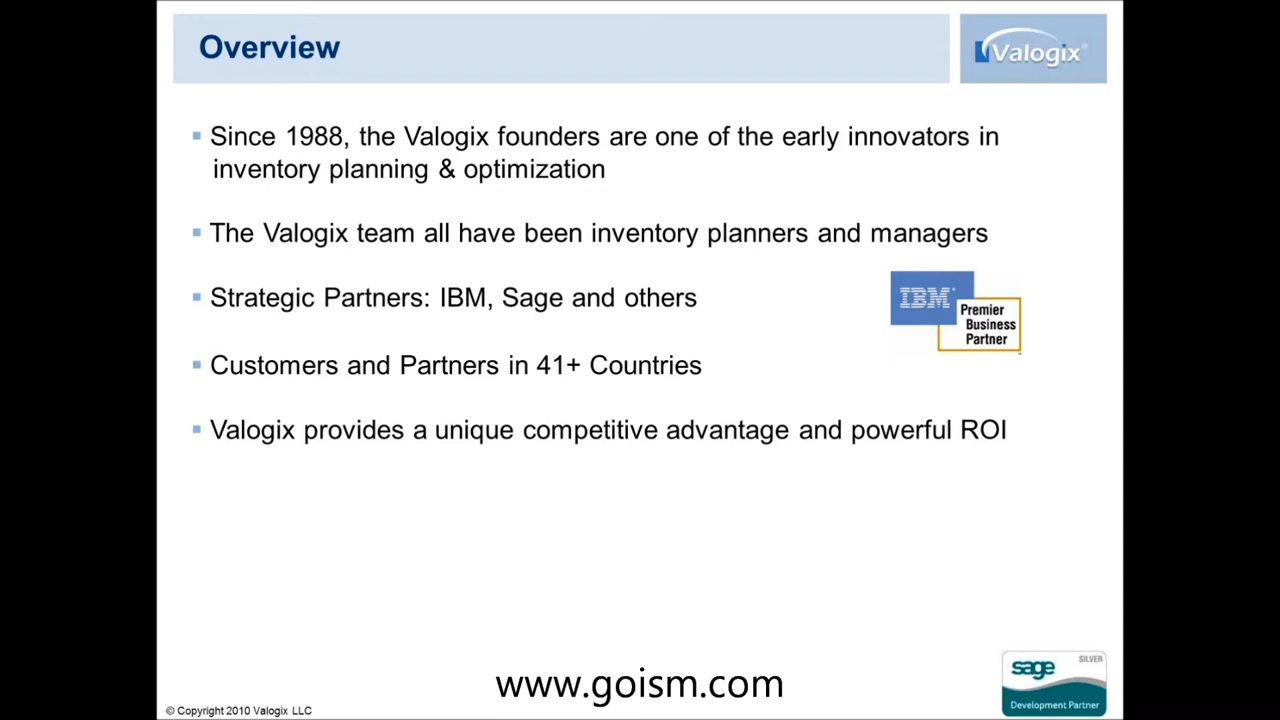 Overview
Valogix®
▪ Since 1988, the Valogix founders are one of the early innovators in
inventory planning & optimization
▪ The Valogix team all have been inventory planners and managers
▪ Strategic Partners: IBM, Sage and others
IBM®
Premier
Business
Partner
▪ Customers and Partners in 41+ Countries
▪ Valogix provides a unique competitive advantage and powerful ROI
sage SILVER
Development Partner
www.goism.com
© Copyright 2010 Valogix LLC